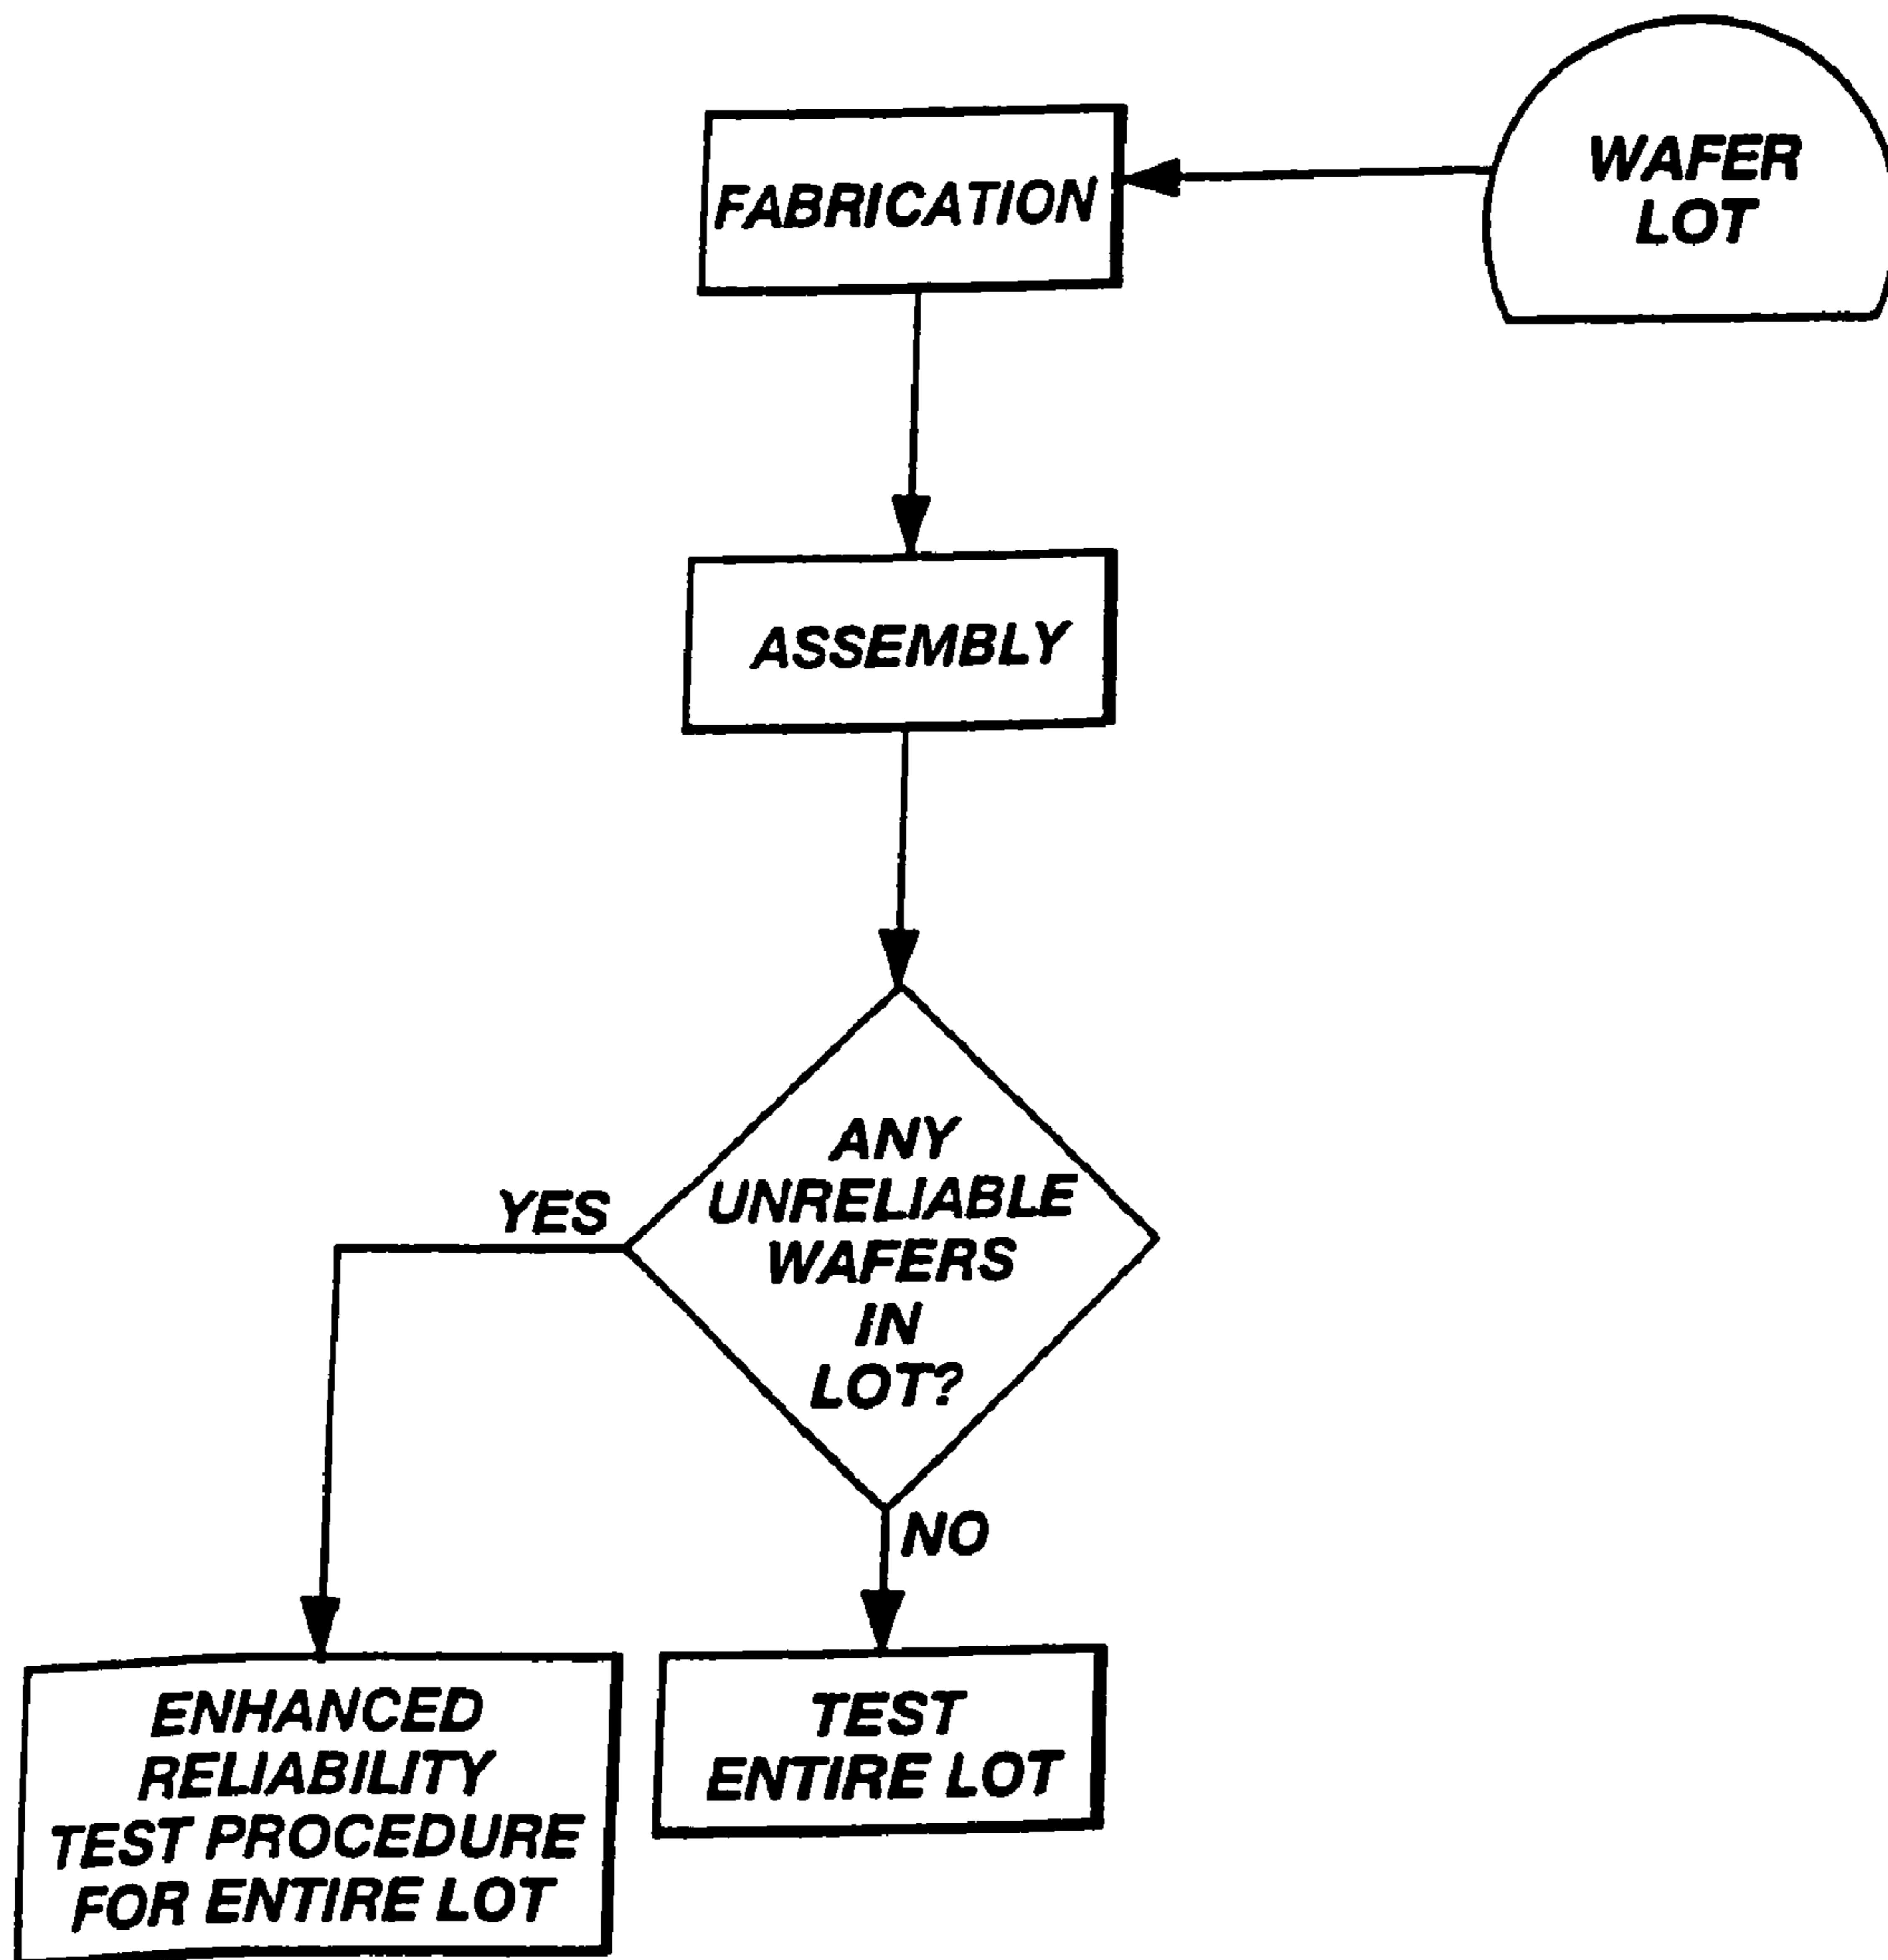 WAFER
LOT
FABRICATION
ASSEMBLY
ANY
UNRELIABLE
WAFERS
IN
LOT?
YES
NO
ENHANCED
RELIABILITY
TEST PROCEDURE
FOR ENTIRE LOT
TEST
ENTIRE LOT